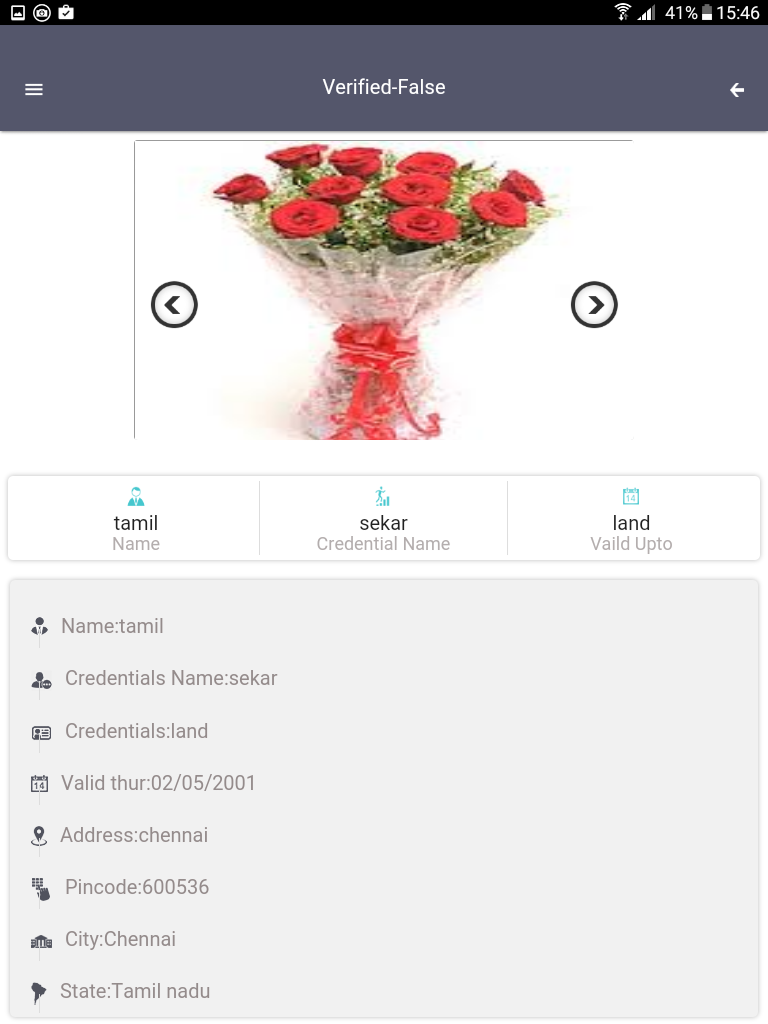 41% 15:46
Verified-False
tamil sekar land
Name Credential Name Vaild Upto
14
Name:tamil
Credentials Name:sekar
Credentials:land
14
Valid thur:02/05/2001
Address:chennai
Pincode:600536
City:Chennai
State:Tamil nadu